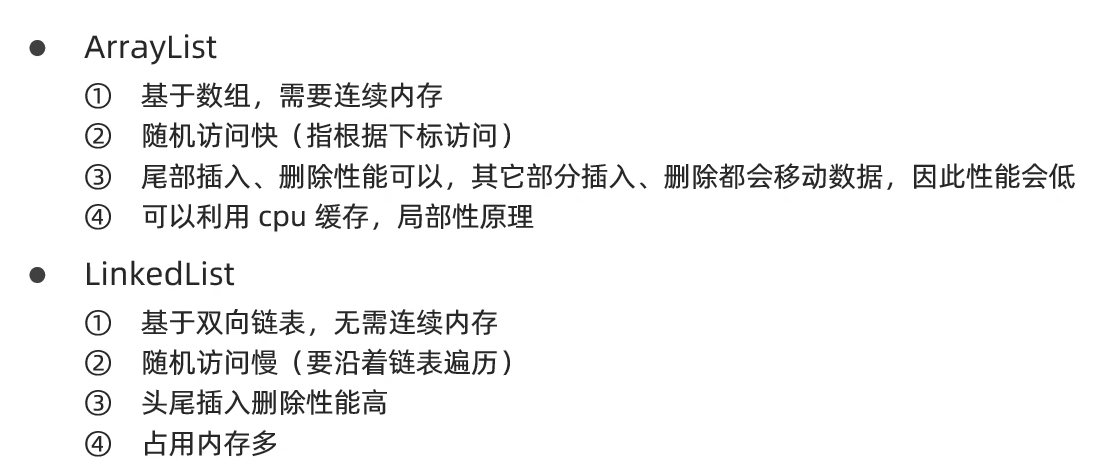 ● ArrayList
① 基于数组，需要连续内存
② 随机访问快（指根据下标访问）
③ 尾部插入、删除性能可以，其它部分插入、删除都会移动数据，因此性能会低
④ 可以利用 cpu 缓存，局部性原理
● LinkedList
① 基于双向链表，无需连续内存
② 随机访问慢（要沿着链表遍历）
③ 头尾插入删除性能高
④ 占用内存多